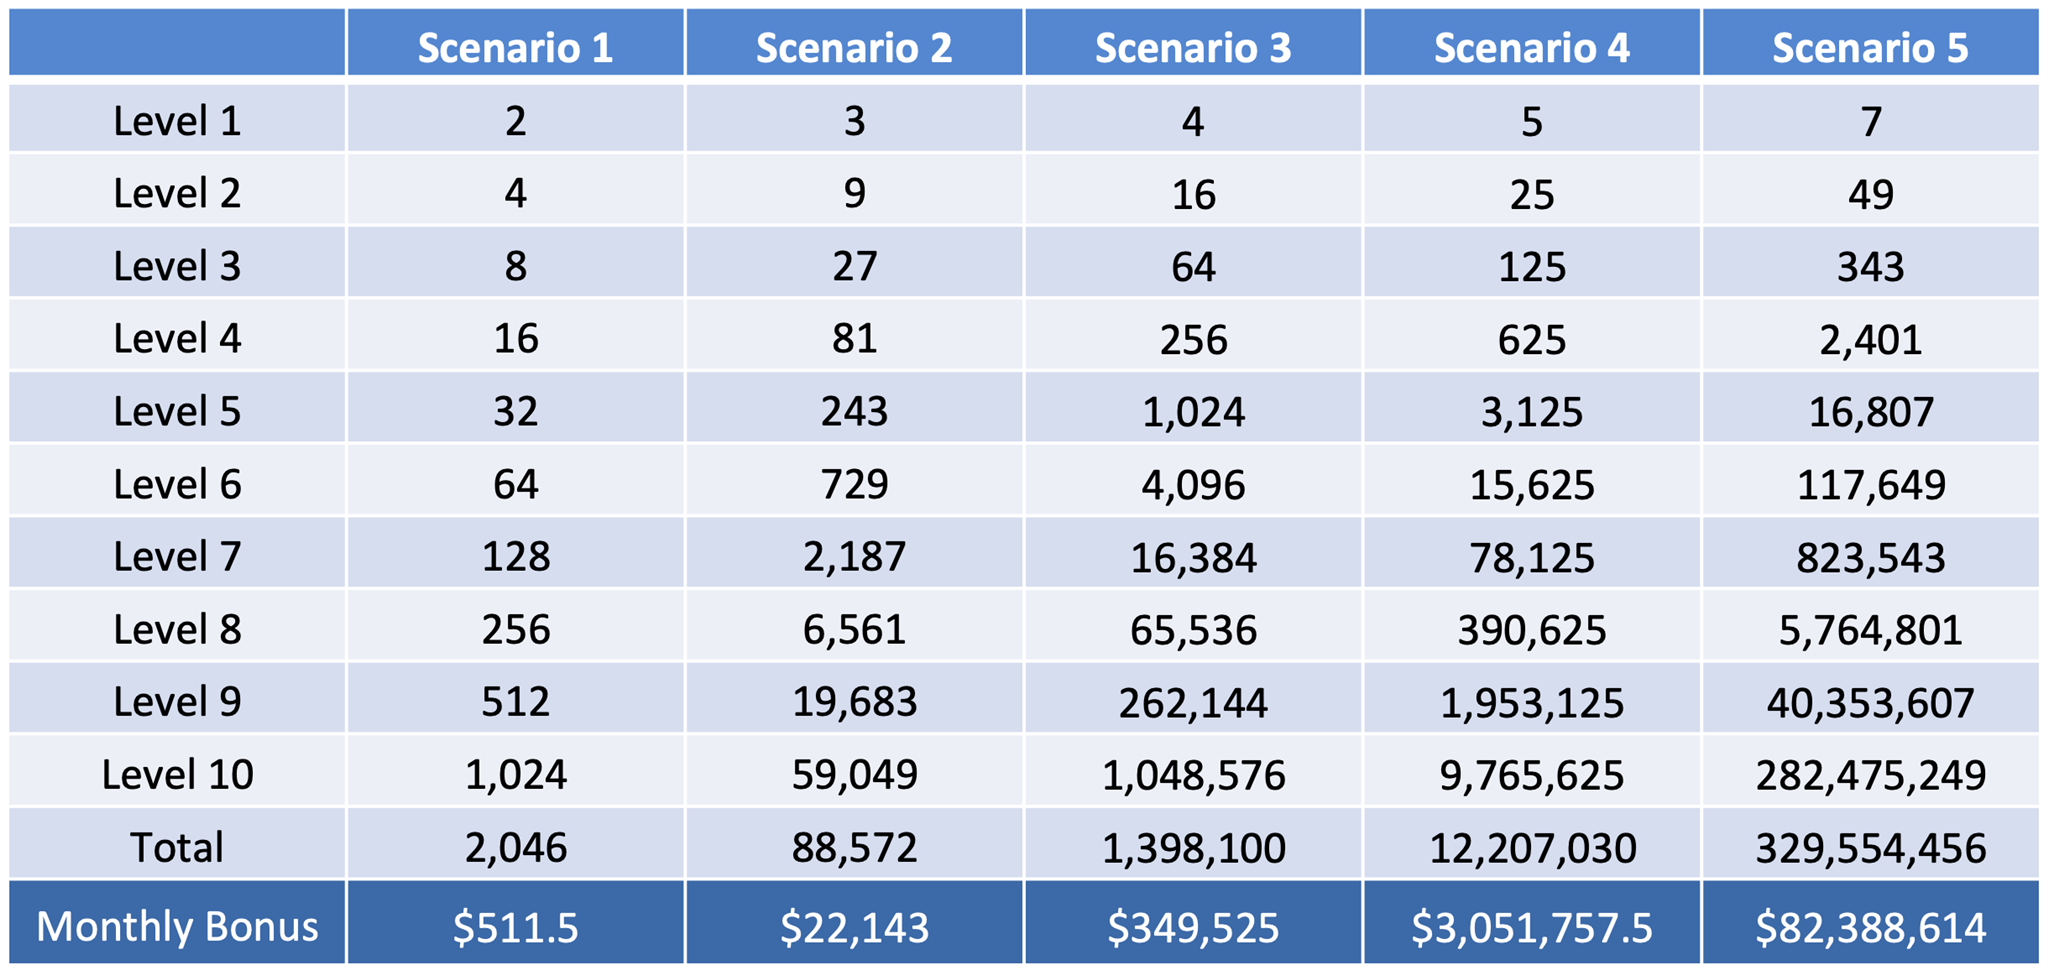 Scenario 1 Scenario 2 Scenario 3 Scenario 4 Scenario 5
Level 1 2 3 4 5 7
Level 2 4 9 16 25 49
Level 3 8 27 64 125 343
Level 4 16 81 256 625 2,401
Level 5 32 243 1,024 3,125 16,807
Level 6 64 729 4,096 15,625 117,649
Level 7 128 2,187 16,384 78,125 823,543
Level 8 256 6,561 65,536 390,625 5,764,801
Level 9 512 19,683 262,144 1,953,125 40,353,607
Level 10 1,024 59,049 1,048,576 9,765,625 282,475,249
Total 2,046 88,572 1,398,100 12,207,030 329,554,456
Monthly Bonus $511.5 $22,143 $349,525 $3,051,757.5 $82,388,614